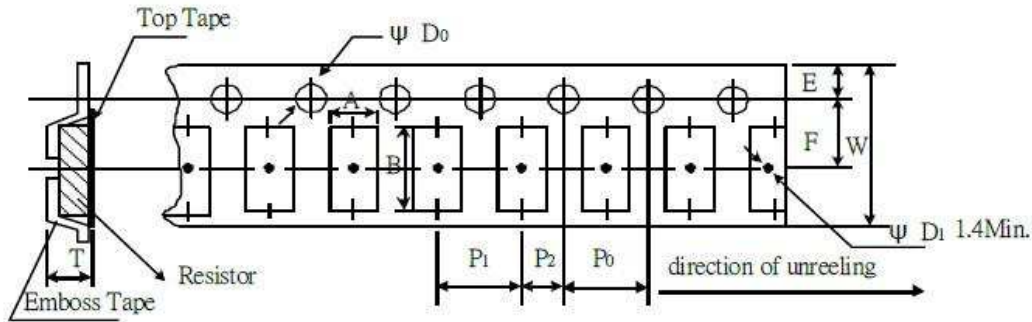 Top Tape
Ψ D0
E
A
F
W
B
Ψ D1 1.4Min.
T
P1
P2
P0
direction of unreeling
Resistor
Emboss Tape